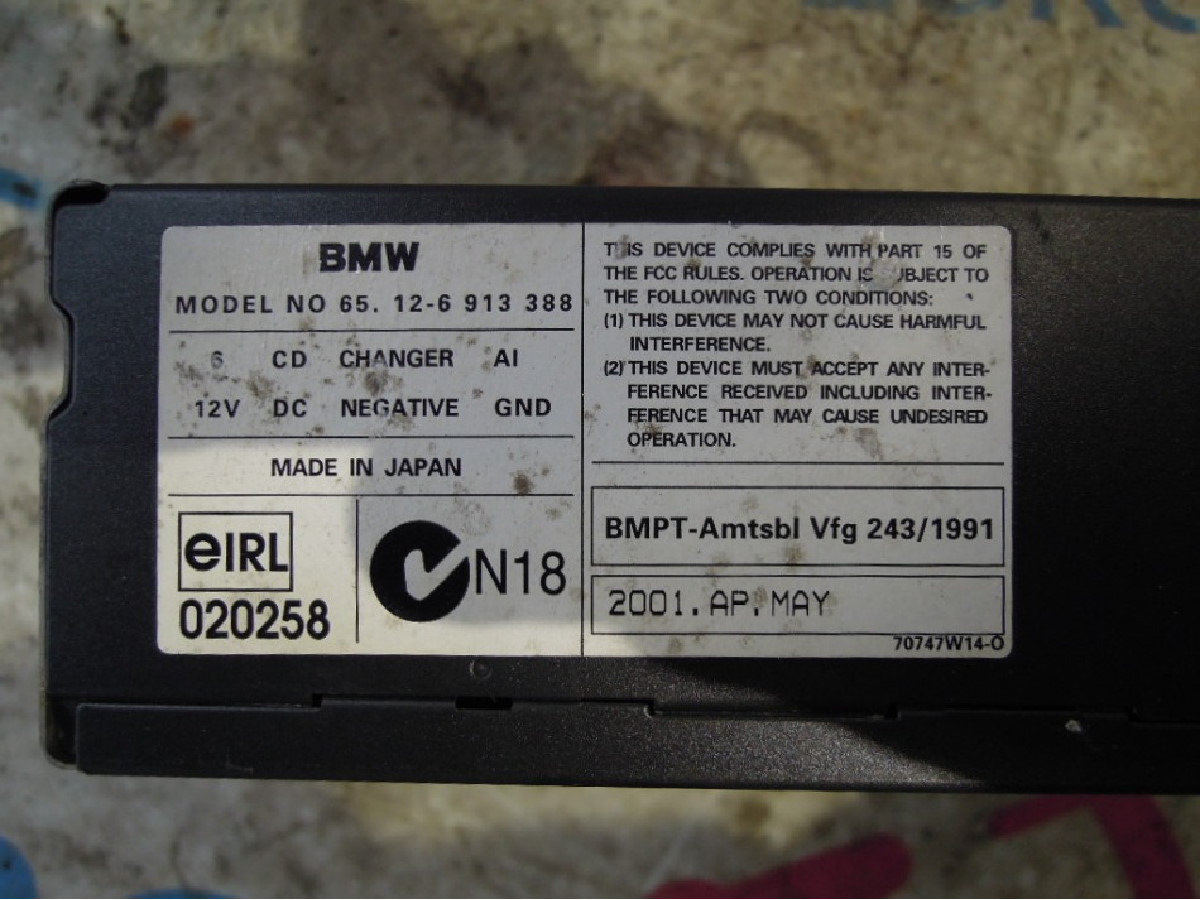 BMW
MODEL NO 65. 12-6 913 388
6 CD CHANGER AI
12V DC NEGATIVE GND
MADE IN JAPAN
eIRL
020258
N18
THIS DEVICE COMPLIES WITH PART 15 OF
THE FCC RULES. OPERATION IS SUBJECT TO
THE FOLLOWING TWO CONDITIONS:
(1) THIS DEVICE MAY NOT CAUSE HARMFUL
INTERFERENCE.
(2) THIS DEVICE MUST ACCEPT ANY INTER-
FERENCE RECEIVED INCLUDING INTER-
FERENCE THAT MAY CAUSE UNDESIRED
OPERATION.
BMPT-Amtsbl Vfg 243/1991
2001.AP.MAY
70747W14-O